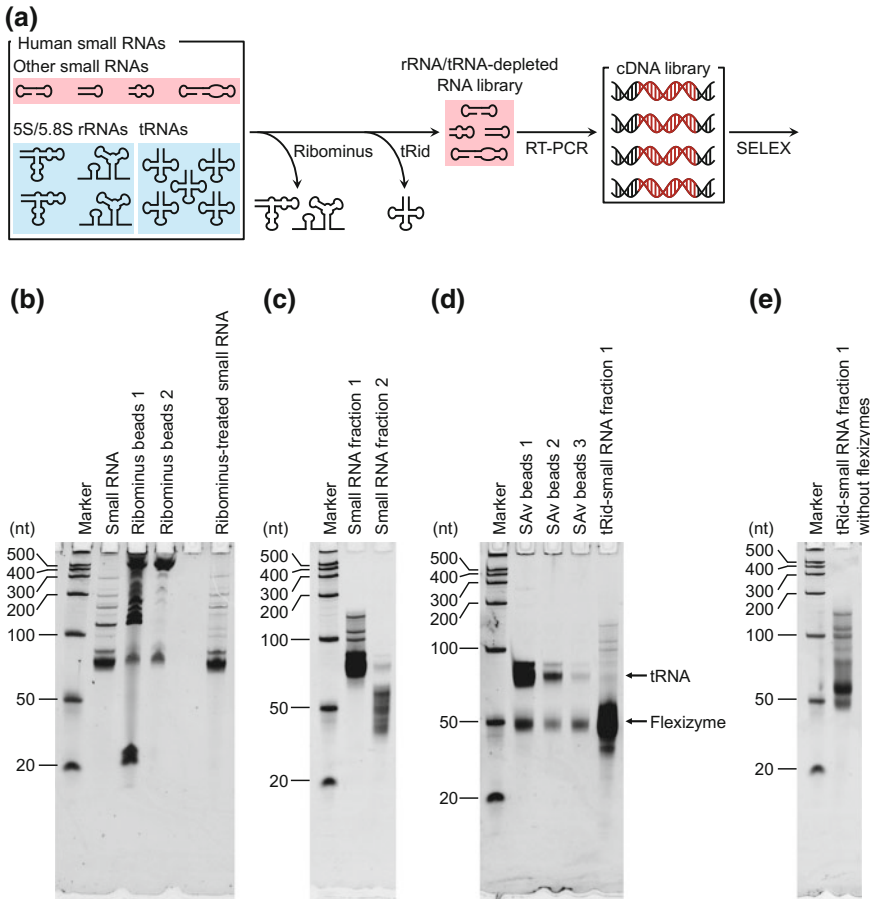 (a)
Human small RNAs
Other small RNAs
5S/5.8S rRNAs
tRNAs
Ribominus
tRid
rRNA/tRNA-depleted
RNA library
RT-PCR
cDNA library
SELEX
(b)
(nt)
Marker
Small RNA
Ribominus beads 1
Ribominus beads 2
Ribominus-treated small RNA
500
400
300
200
100
50
20
(c)
(nt)
Marker
Small RNA fraction 1
Small RNA fraction 2
500
400
300
200
100
50
20
(d)
(nt)
Marker
SAv beads 1
SAv beads 2
SAv beads 3
tRid-small RNA fraction 1
500
400
300
200
100
50
20
tRNA
Flexizyme
(e)
(nt)
Marker
tRid-small RNA fraction 1
without flexizymes
500
400
300
200
100
50
20